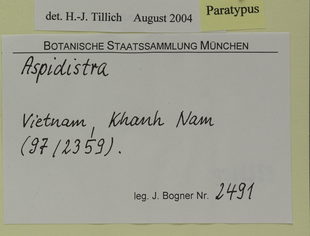 det. H.-J. Tillich August 2004
Paratypus
BOTANISCHE STAATSSAMMLUNG MÜNCHEN
Aspidistra
Vietnam, Khanh Nam
(97/2359).
leg. J. Bogner Nr. 2491